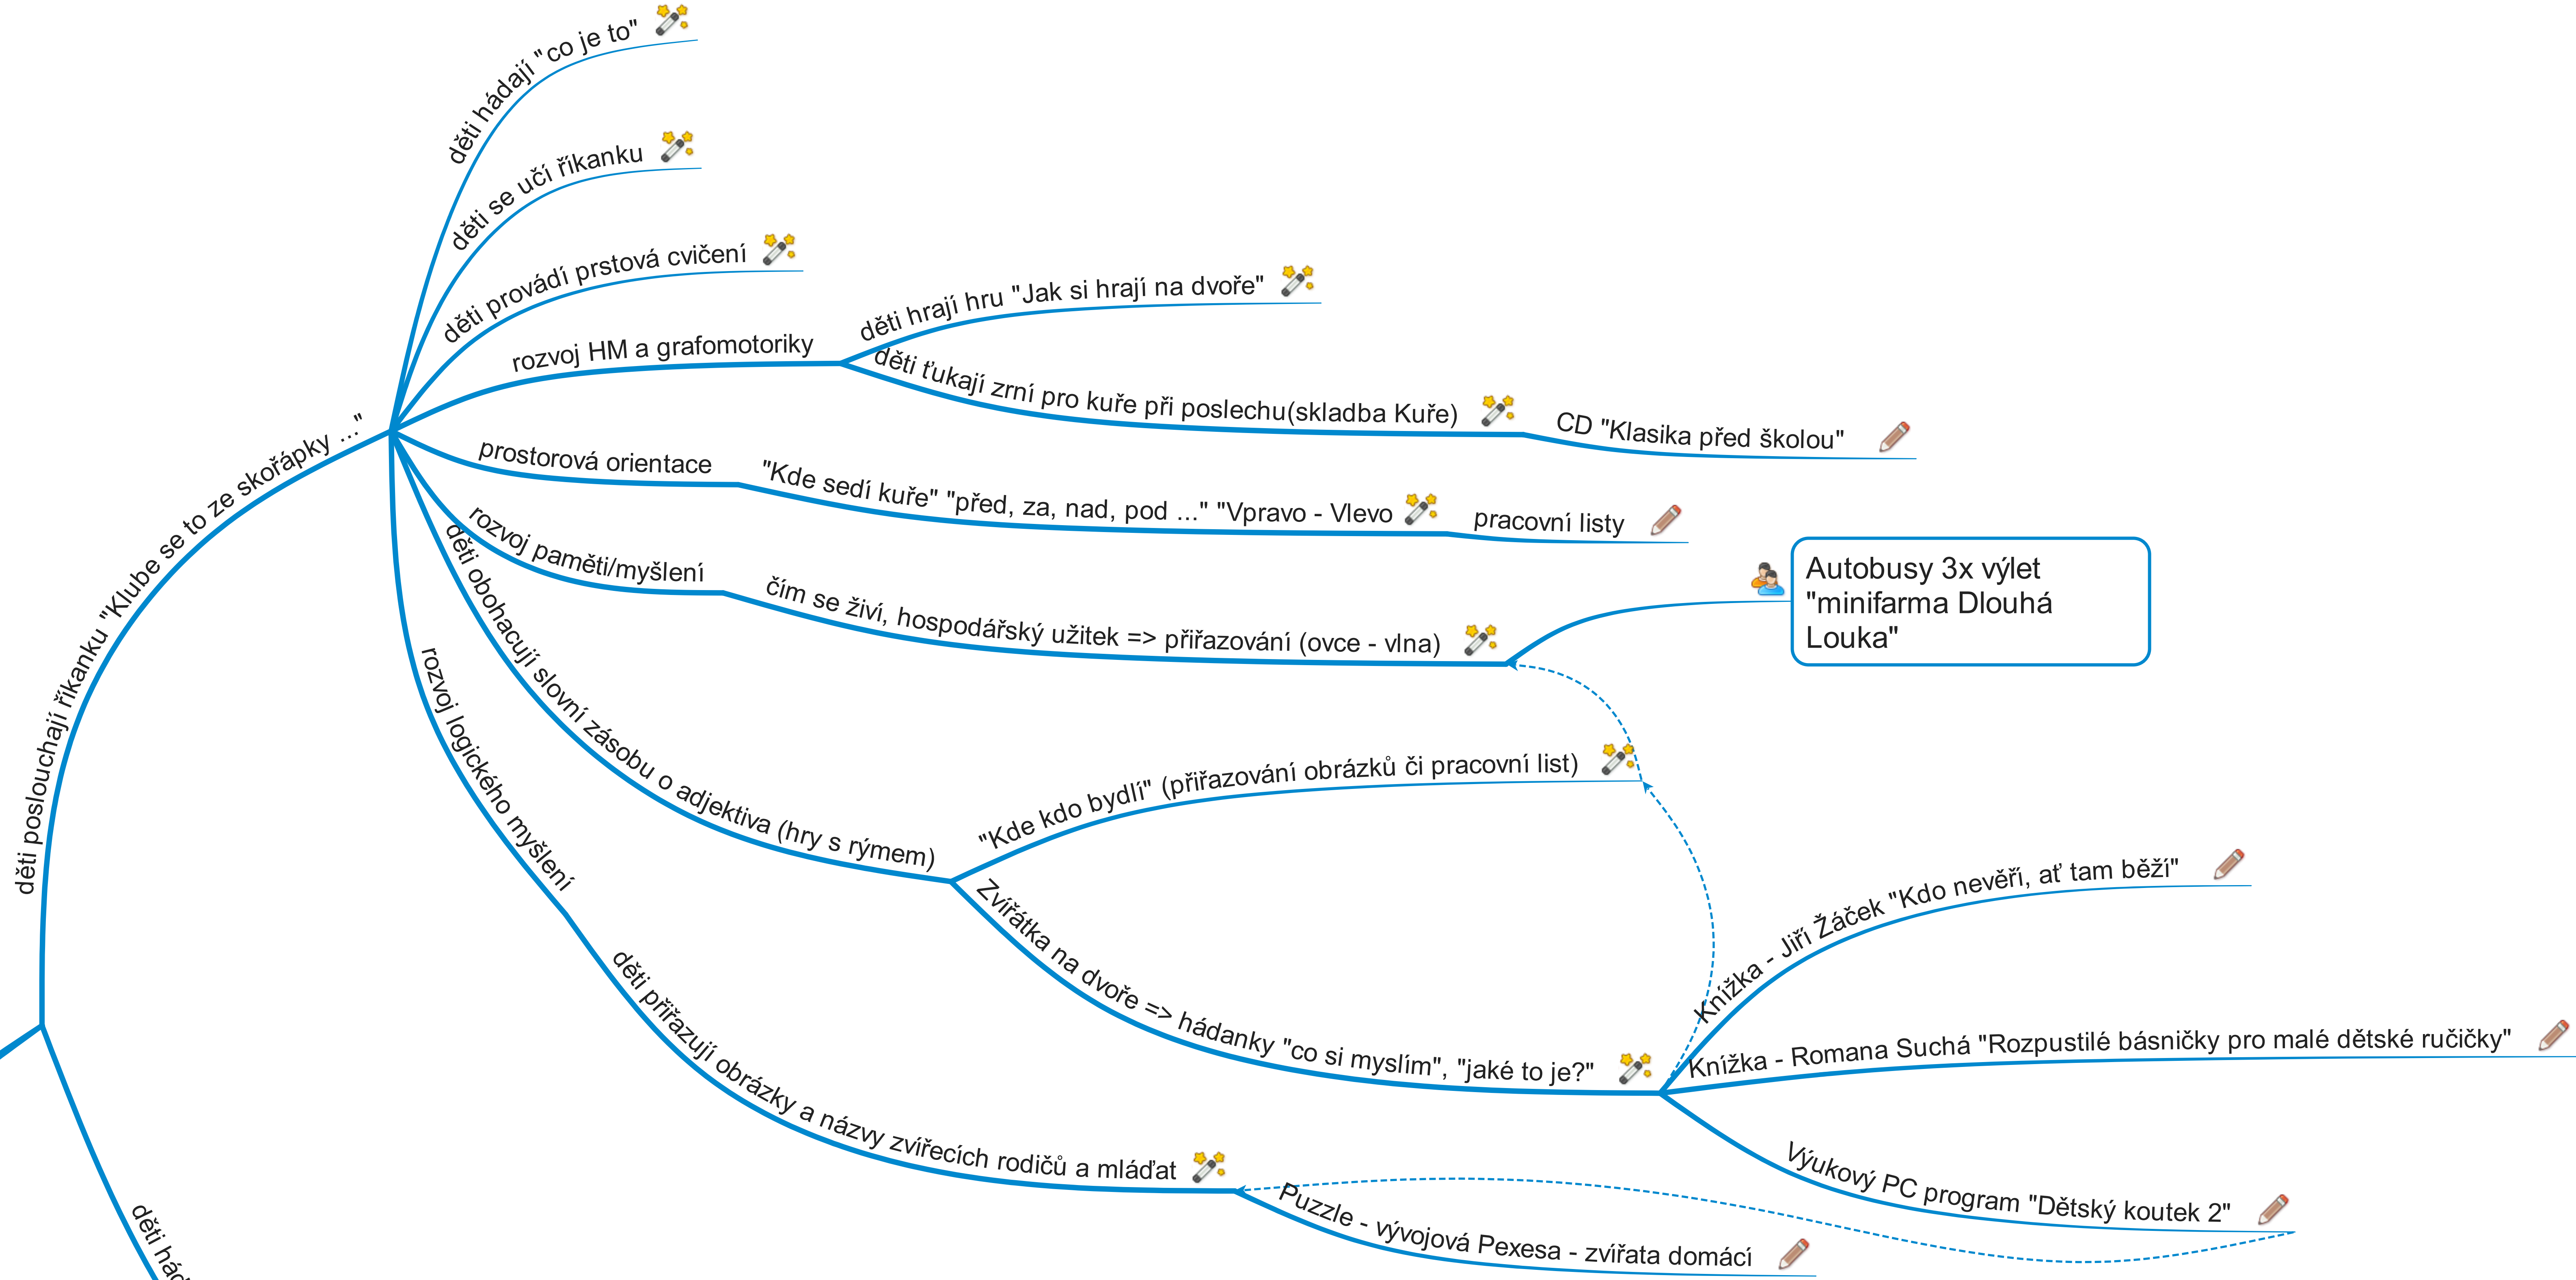 děti hádají "co je to"
děti se učí říkanku
děti provádí prstová cvičení
rozvoj HM a grafomotoriky
děti hrají hru "Jak si hrají na dvoře"
děti ťukají zrní pro kuře při poslechu(skladba Kuře)
CD "Klasika před školou"
děti poslouchají říkanku "Klube se to ze skořápky ..."
prostorová orientace
"Kde sedí kuře" "před, za, nad, pod ..." "Vpravo - Vlevo
pracovní listy
rozvoj paměti/myšlení
čím se živí, hospodářský užitek => přiřazování (ovce - vlna)
Autobusy 3x výlet
"minifarma Dlouhá
Louka"
děti obohacují slovní zásobu o adjektiva (hry s rýmem)
"Kde kdo bydlí" (přiřazování obrázků či pracovní list)
Zvířátka na dvoře => hádanky "co si myslím", "jaké to je?"
Knížka - Jiří Žáček "Kdo nevěří, ať tam běží"
Knížka - Romana Suchá "Rozpustilé básničky pro malé dětské ručičky"
Výukový PC program "Dětský koutek 2"
rozvoj logického myšlení
děti přiřazují obrázky a názvy zvířecích rodičů a mláďat
Puzzle - vývojová Pexesa - zvířata domácí
děti